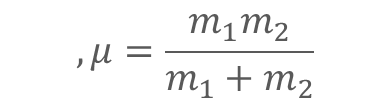 , μ = m₁m₂ / (m₁ + m₂)